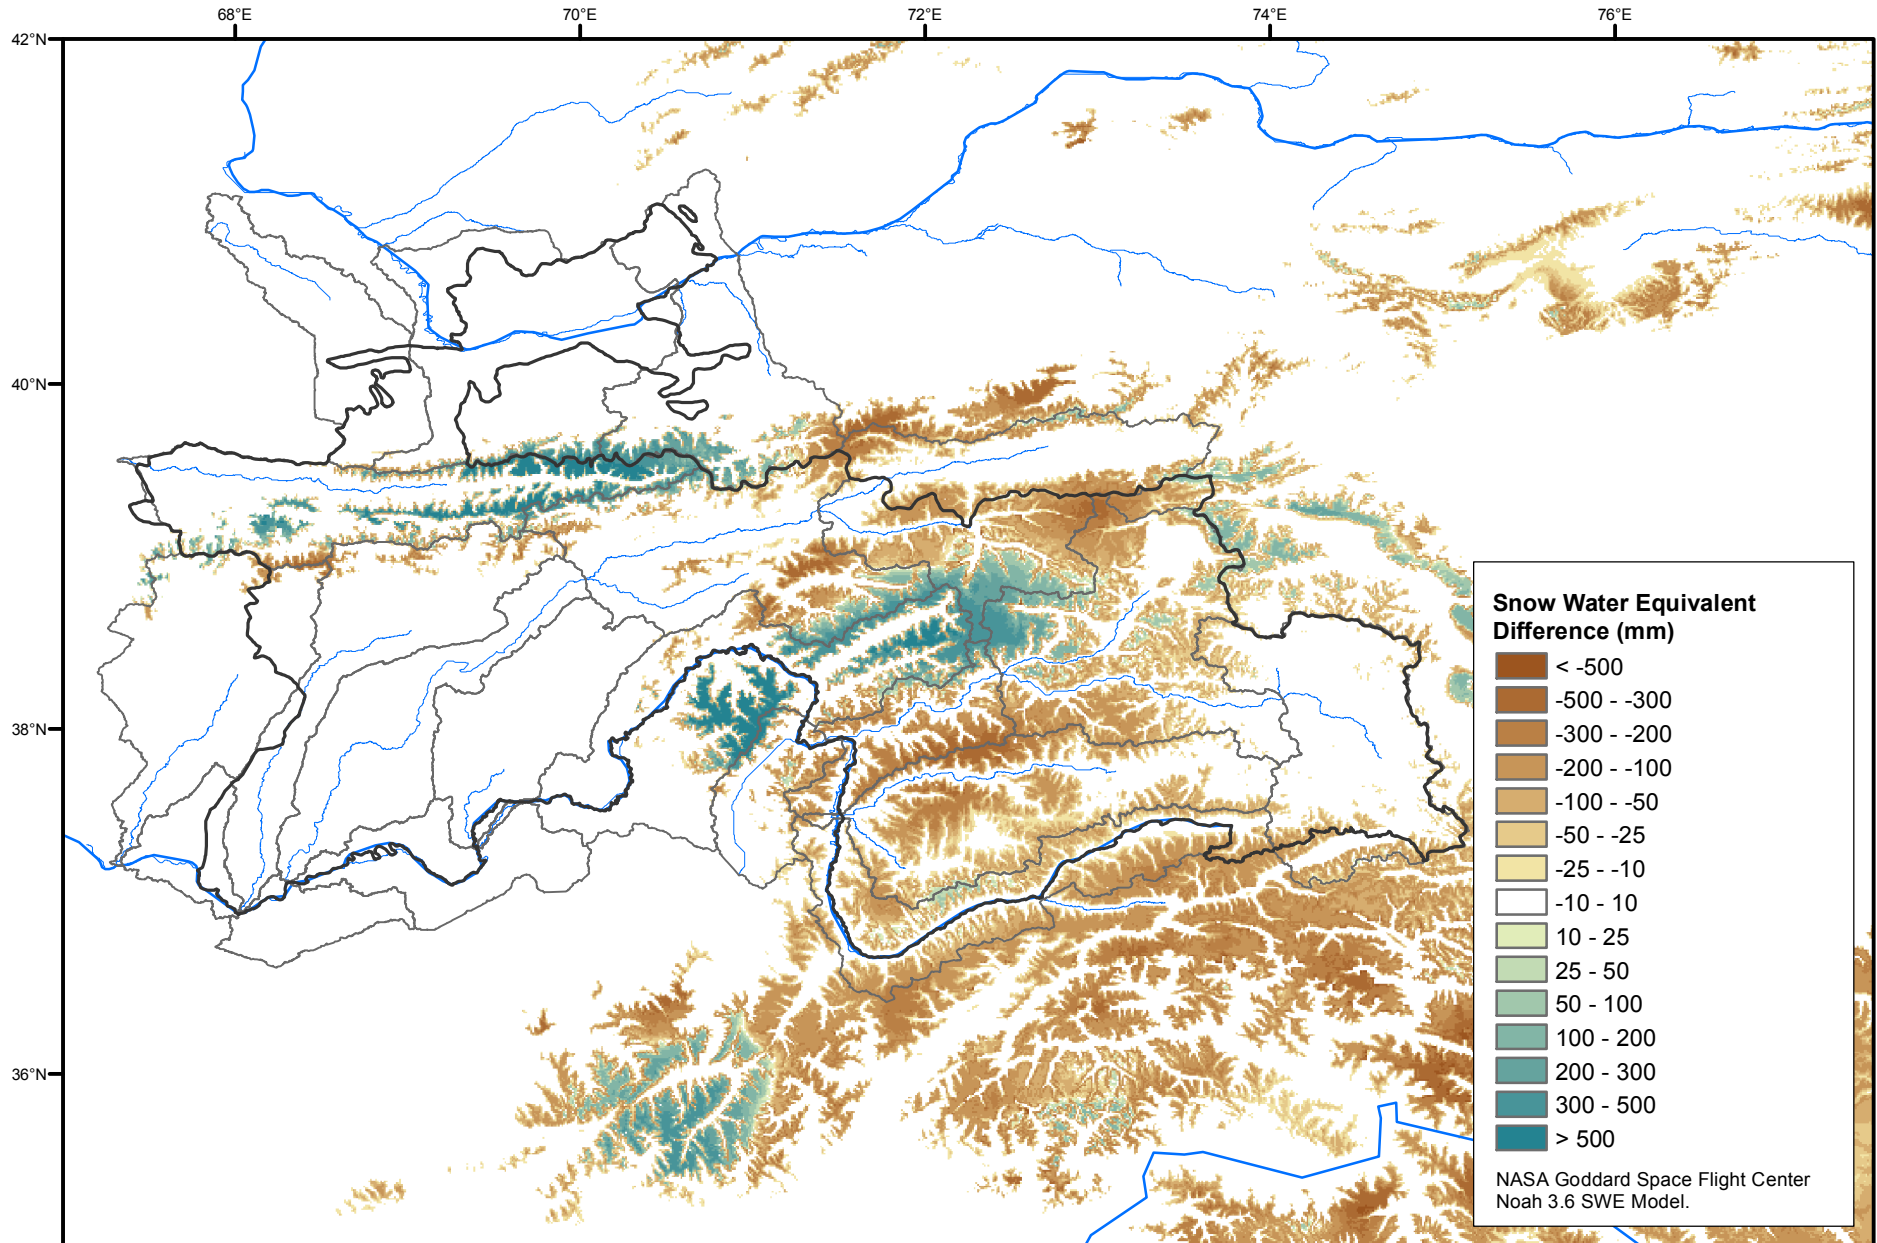 68°E 70°E 72°E 74°E 76°E
42°N
40°N
38°N
36°N
Snow Water Equivalent
Difference (mm)
< -500
-500 - -300
-300 - -200
-200 - -100
-100 - -50
-50 - -25
-25 - -10
-10 - 10
10 - 25
25 - 50
50 - 100
100 - 200
200 - 300
300 - 500
> 500
NASA Goddard Space Flight Center
Noah 3.6 SWE Model.